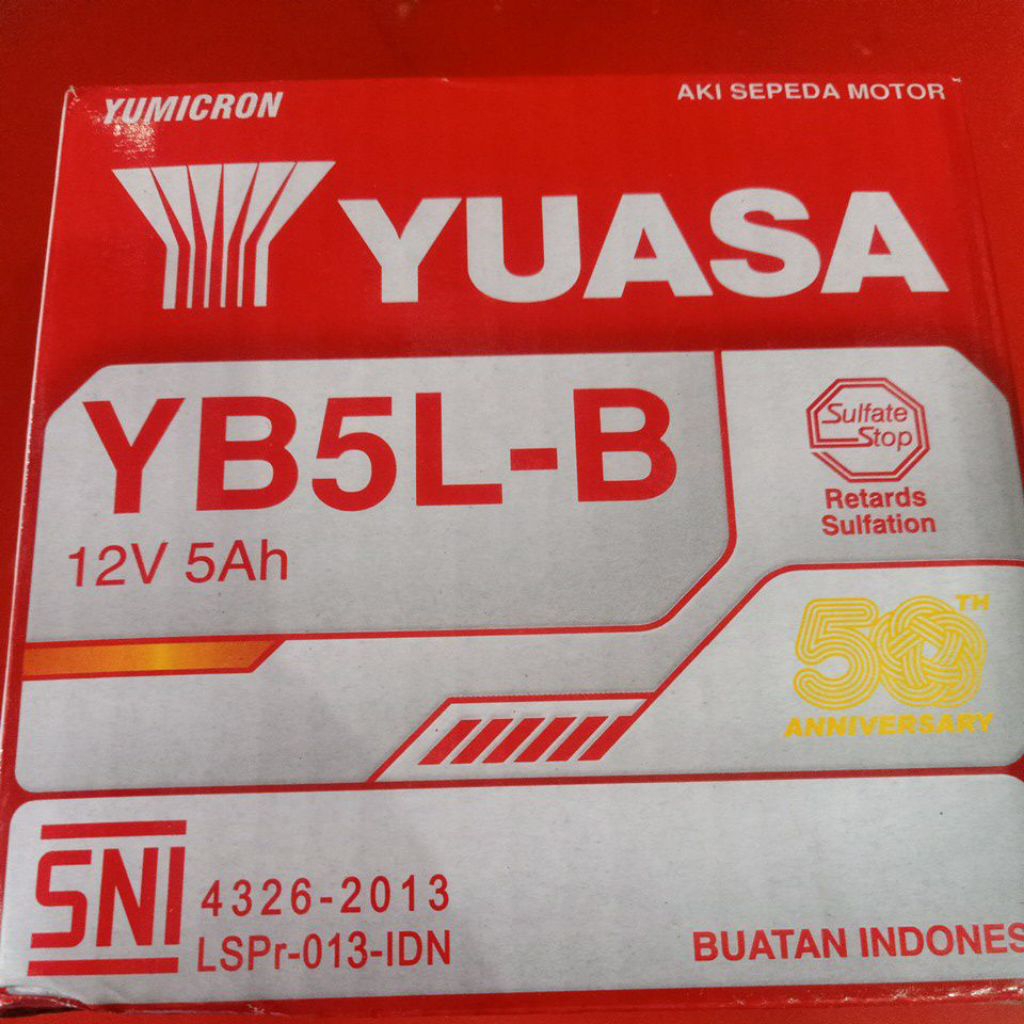 YUMICRON
AKI SEPEDA MOTOR
YUASA
YB5L-B
12V 5Ah
Sulfate
Stop
Retards
Sulfation
50TH
ANNIVERSARY
SNI
4326-2013
LSPr-013-IDN
BUATAN INDONES